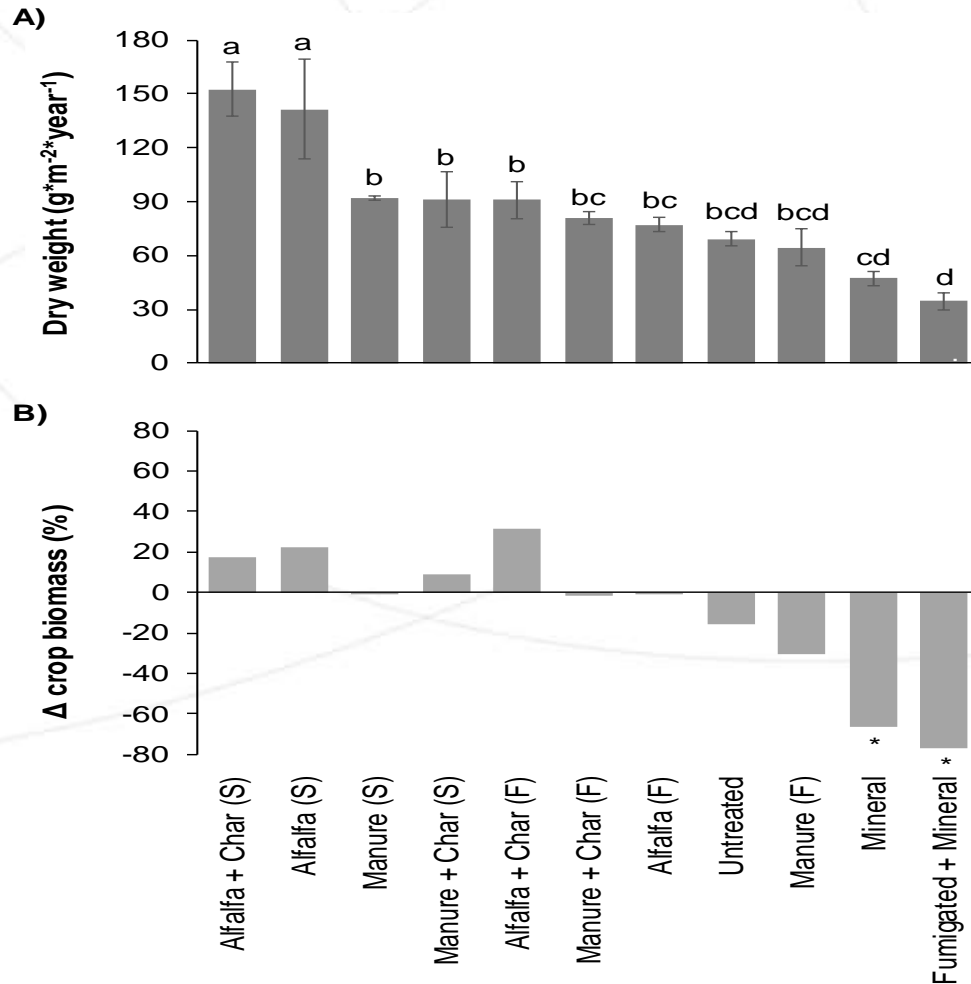 A)
Dry weight (g*m-2*year-1)
180
150
120
90
60
30
0
a
a
b
b
b
bc
bc
bcd
bcd
cd
d
B)
Δ crop biomass (%)
80
60
40
20
0
-20
-40
-60
-80
*
*
Alfalfa + Char (S)
Alfalfa (S)
Manure (S)
Manure + Char (S)
Alfalfa + Char (F)
Manure + Char (F)
Alfalfa (F)
Untreated
Manure (F)
Mineral
Fumigated + Mineral